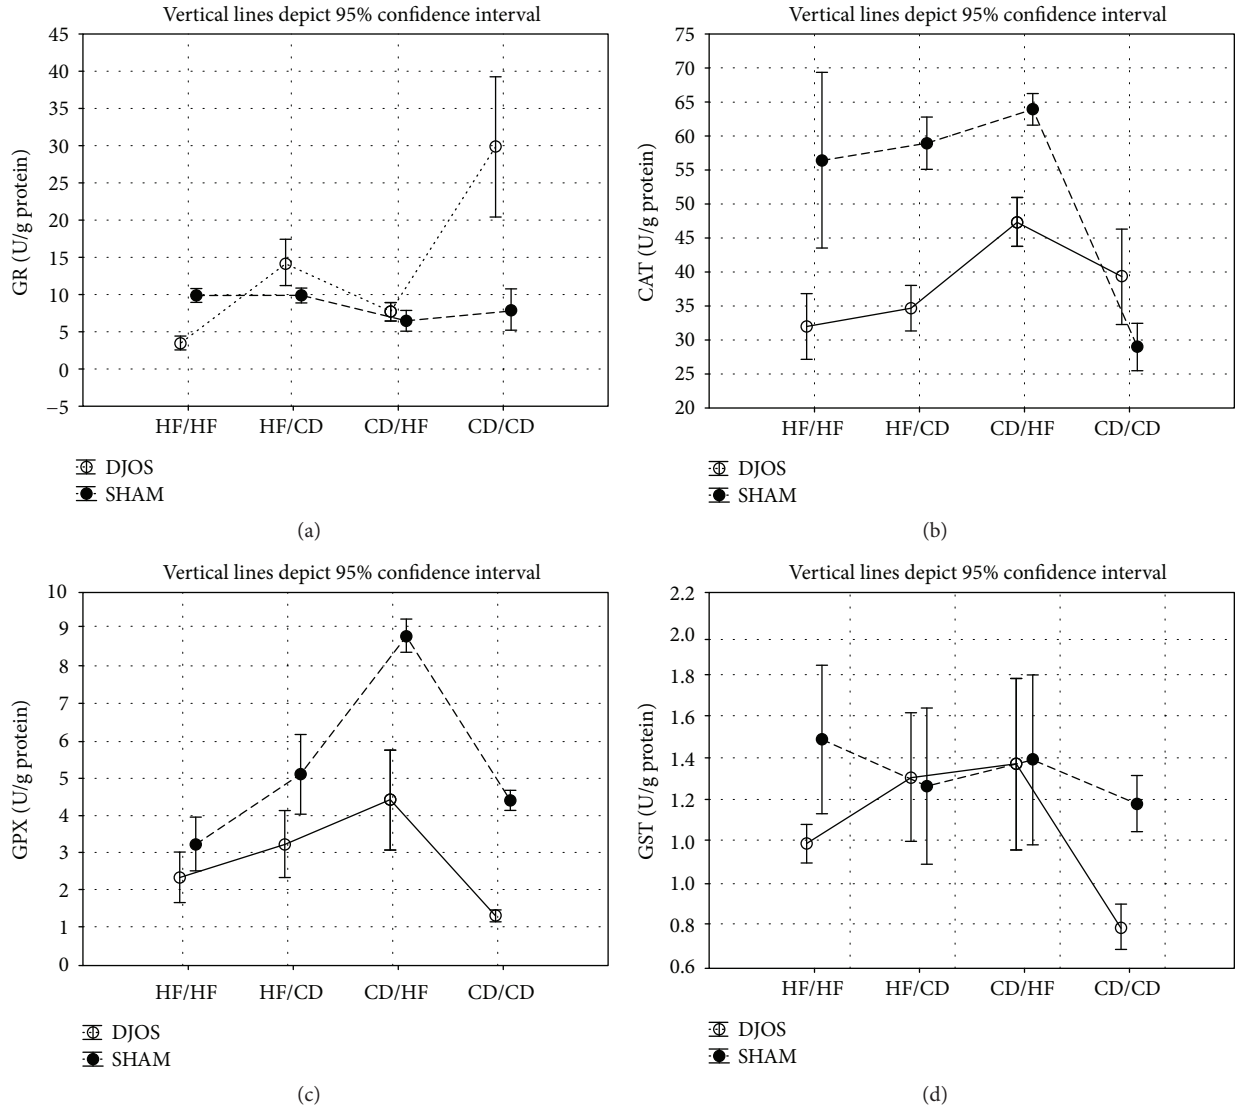 Vertical lines depict 95% confidence interval
GR (U/g protein)
45
40
35
30
25
20
15
10
5
0
−5
HF/HF HF/CD CD/HF CD/CD
DJOS
SHAM
(a)
Vertical lines depict 95% confidence interval
CAT (U/g protein)
75
70
65
60
55
50
45
40
35
30
25
20
HF/HF HF/CD CD/HF CD/CD
DJOS
SHAM
(b)
Vertical lines depict 95% confidence interval
GPX (U/g protein)
10
9
8
7
6
5
4
3
2
1
0
HF/HF HF/CD CD/HF CD/CD
DJOS
SHAM
(c)
Vertical lines depict 95% confidence interval
GST (U/g protein)
2.2
2.0
1.8
1.6
1.4
1.2
1.0
1.0
0.8
0.6
HF/HF HF/CD CD/HF CD/CD
DJOS
SHAM
(d)